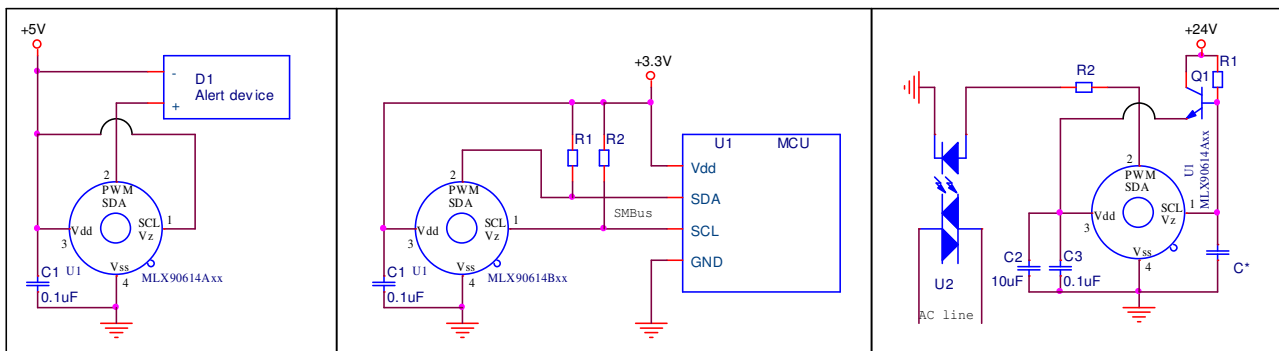 +5V
D1
Alert device
-
+
2
PWM
SDA
SCL
Vz
1
Vdd
3
Vss
4
U1
MLX90614Axx
C1
0.1uF
+3.3V
R1
R2
U1 MCU
Vdd
SDA
SCL
GND
SMBus
2
PWM
SDA
SCL
Vz
1
Vdd
3
Vss
4
U1
MLX90614Bxx
C1
0.1uF
+24V
R1
Q1
R2
U1
MLX90614Axx
2
PWM
SDA
SCL
Vz
1
Vdd
3
Vss
4
C2
10uF
C3
0.1uF
C*
U2
AC line